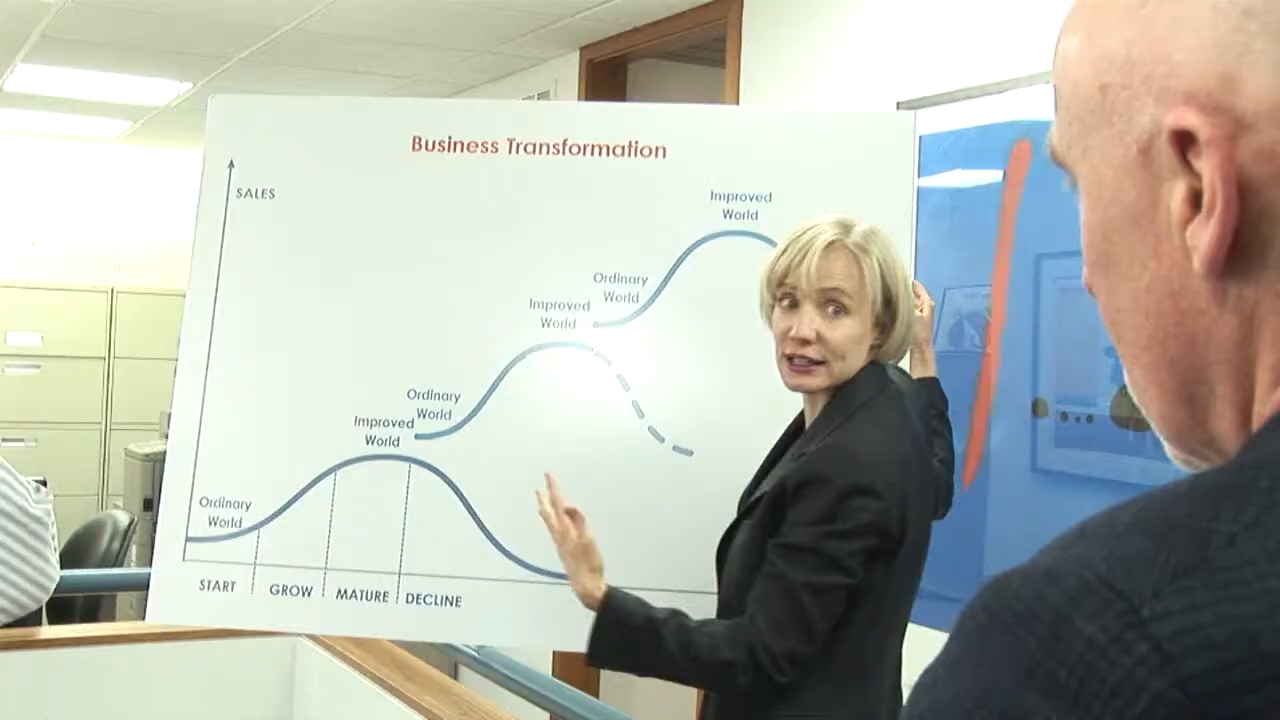 Business Transformation
SALES
Improved
World
Ordinary
World
Improved
World
Ordinary
World
Improved
World
Ordinary
World
START
GROW
MATURE
DECLINE